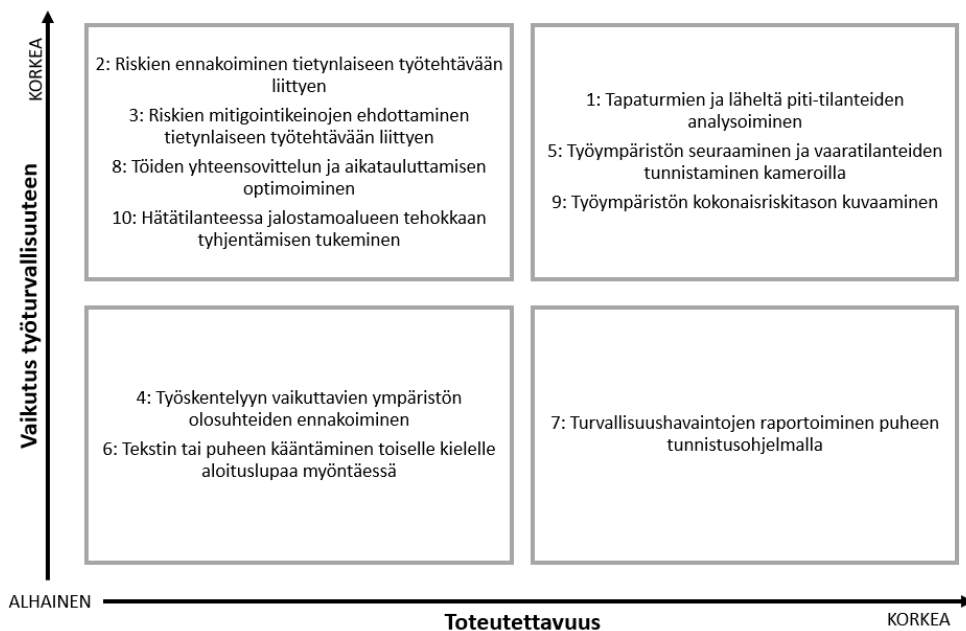 KORKEA
Vaikutus työturvallisuuteen
2: Riskien ennakoiminen tietynlaiseen työtehtävään
liittyen
3: Riskien mitigointikeinojen ehdottaminen
tietynlaiseen työtehtävään liittyen
8: Töiden yhteensovittelun ja aikatauluttamisen
optimoiminen
10: Hätätilanteessa jalostamoalueen tehokkaan
tyhjentämisen tukeminen
1: Tapaturmien ja läheltä piti-tilanteiden
analysoiminen
5: Työympäristön seuraaminen ja vaaratilanteiden
tunnistaminen kameroilla
9: Työympäristön kokonaisriskitason kuvaaminen
4: Työskentelyyn vaikuttavien ympäristön
olosuhteiden ennakoiminen
6: Tekstin tai puheen kääntäminen toiselle kielelle
aloituslupaa myöntäessä
7: Turvallisuushavaintojen raportoiminen puheen
tunnistusohjelmalla
ALHAINEN
Toteutettavuus
KORKEA